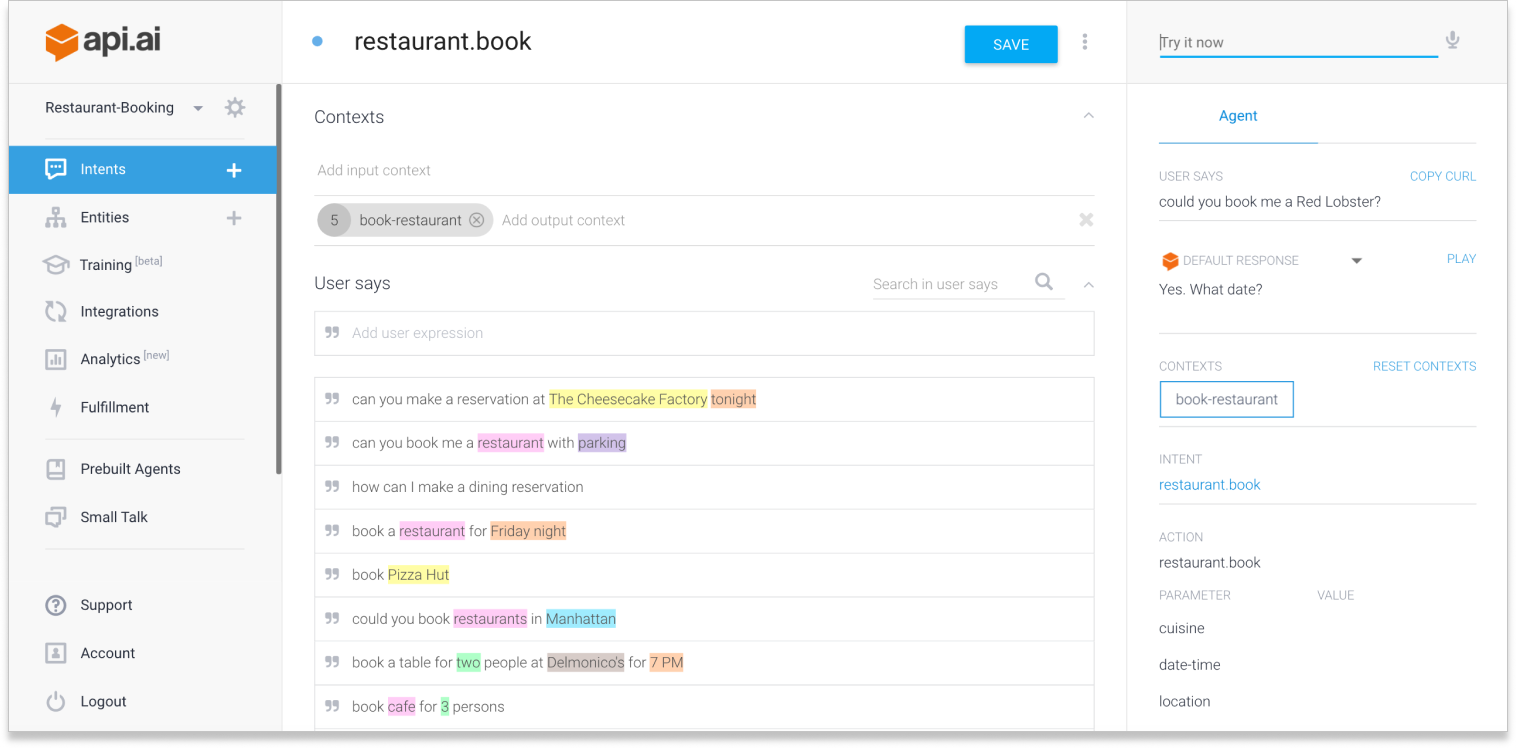 api.ai
Restaurant-Booking
Intents
Entities
Training [beta]
Integrations
Analytics [new]
Fulfillment
Prebuilt Agents
Small Talk
Support
Account
Logout
restaurant.book
SAVE
Contexts
Add input context
5 book-restaurant Add output context
User says
Search in user says
Add user expression
can you make a reservation at The Cheesecake Factory tonight
can you book me a restaurant with parking
how can I make a dining reservation
book a restaurant for Friday night
book Pizza Hut
could you book restaurants in Manhattan
book a table for two people at Delmonico's for 7 PM
book cafe for 3 persons
Try it now
Agent
USER SAYS COPY CURL
could you book me a Red Lobster?
DEFAULT RESPONSE PLAY
Yes. What date?
CONTEXTS RESET CONTEXTS
book-restaurant
INTENT
restaurant.book
ACTION
restaurant.book
PARAMETER VALUE
cuisine
date-time
location